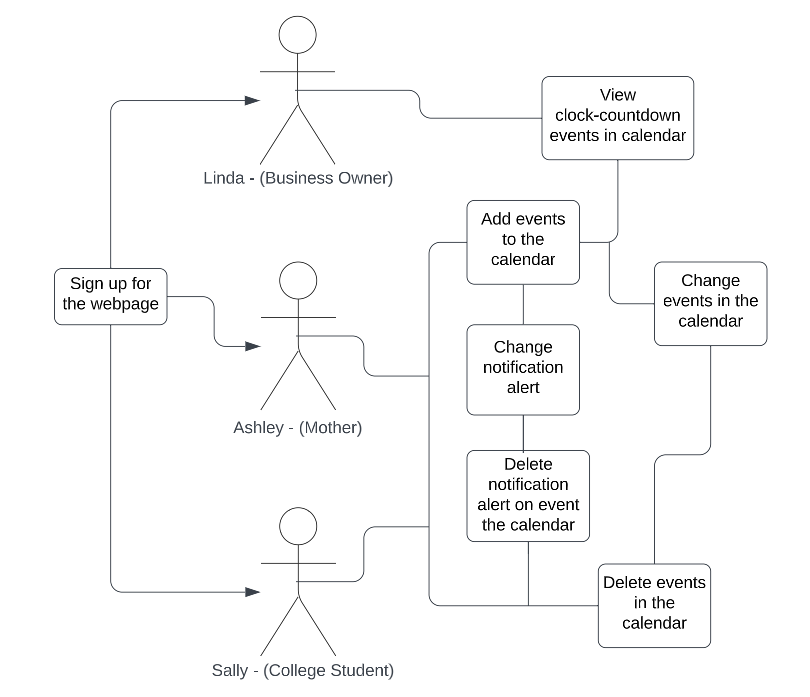 View
clock-countdown
events in calendar
Linda - (Business Owner)
Add events
to the
calendar
Sign up for
the webpage
Change
events in the
calendar
Change
notification
alert
Ashley - (Mother)
Delete
notification
alert on event
the calendar
Delete events
in the
calendar
Sally - (College Student)